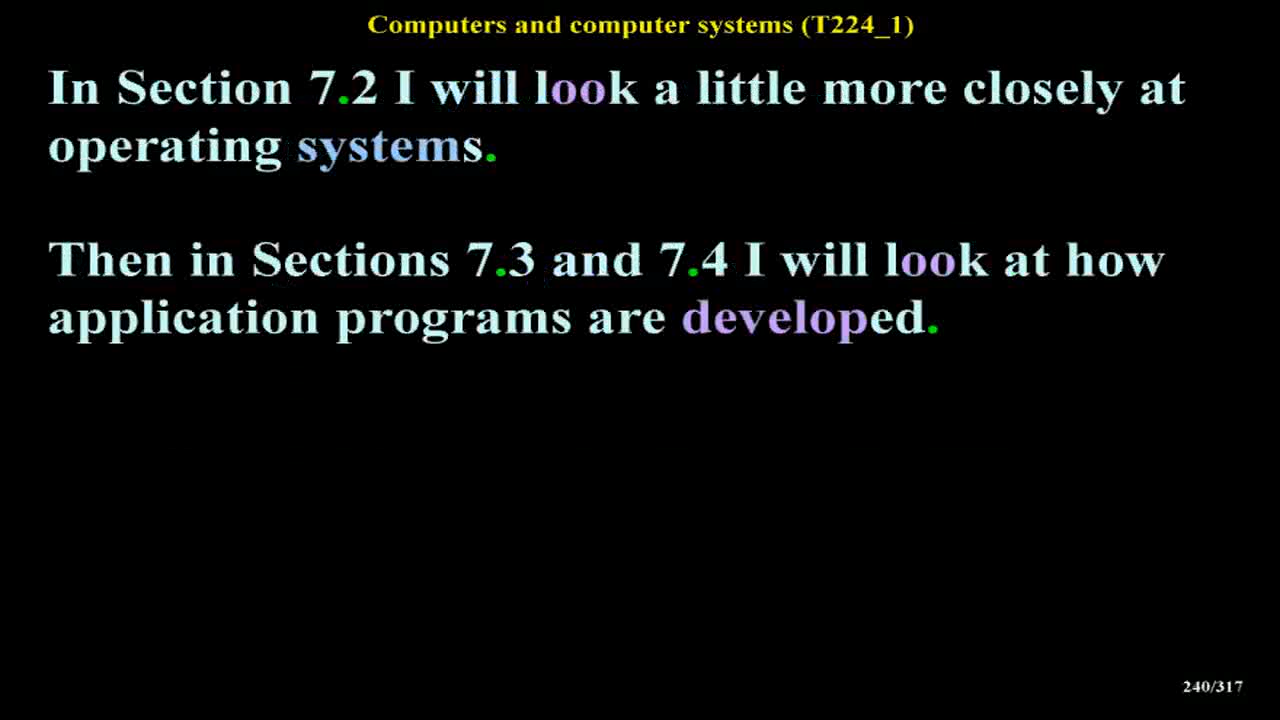 Computers and computer systems (T224_1)
In Section 7.2 I will look a little more closely at
operating systems.
Then in Sections 7.3 and 7.4 I will look at how
application programs are developed.
240/317